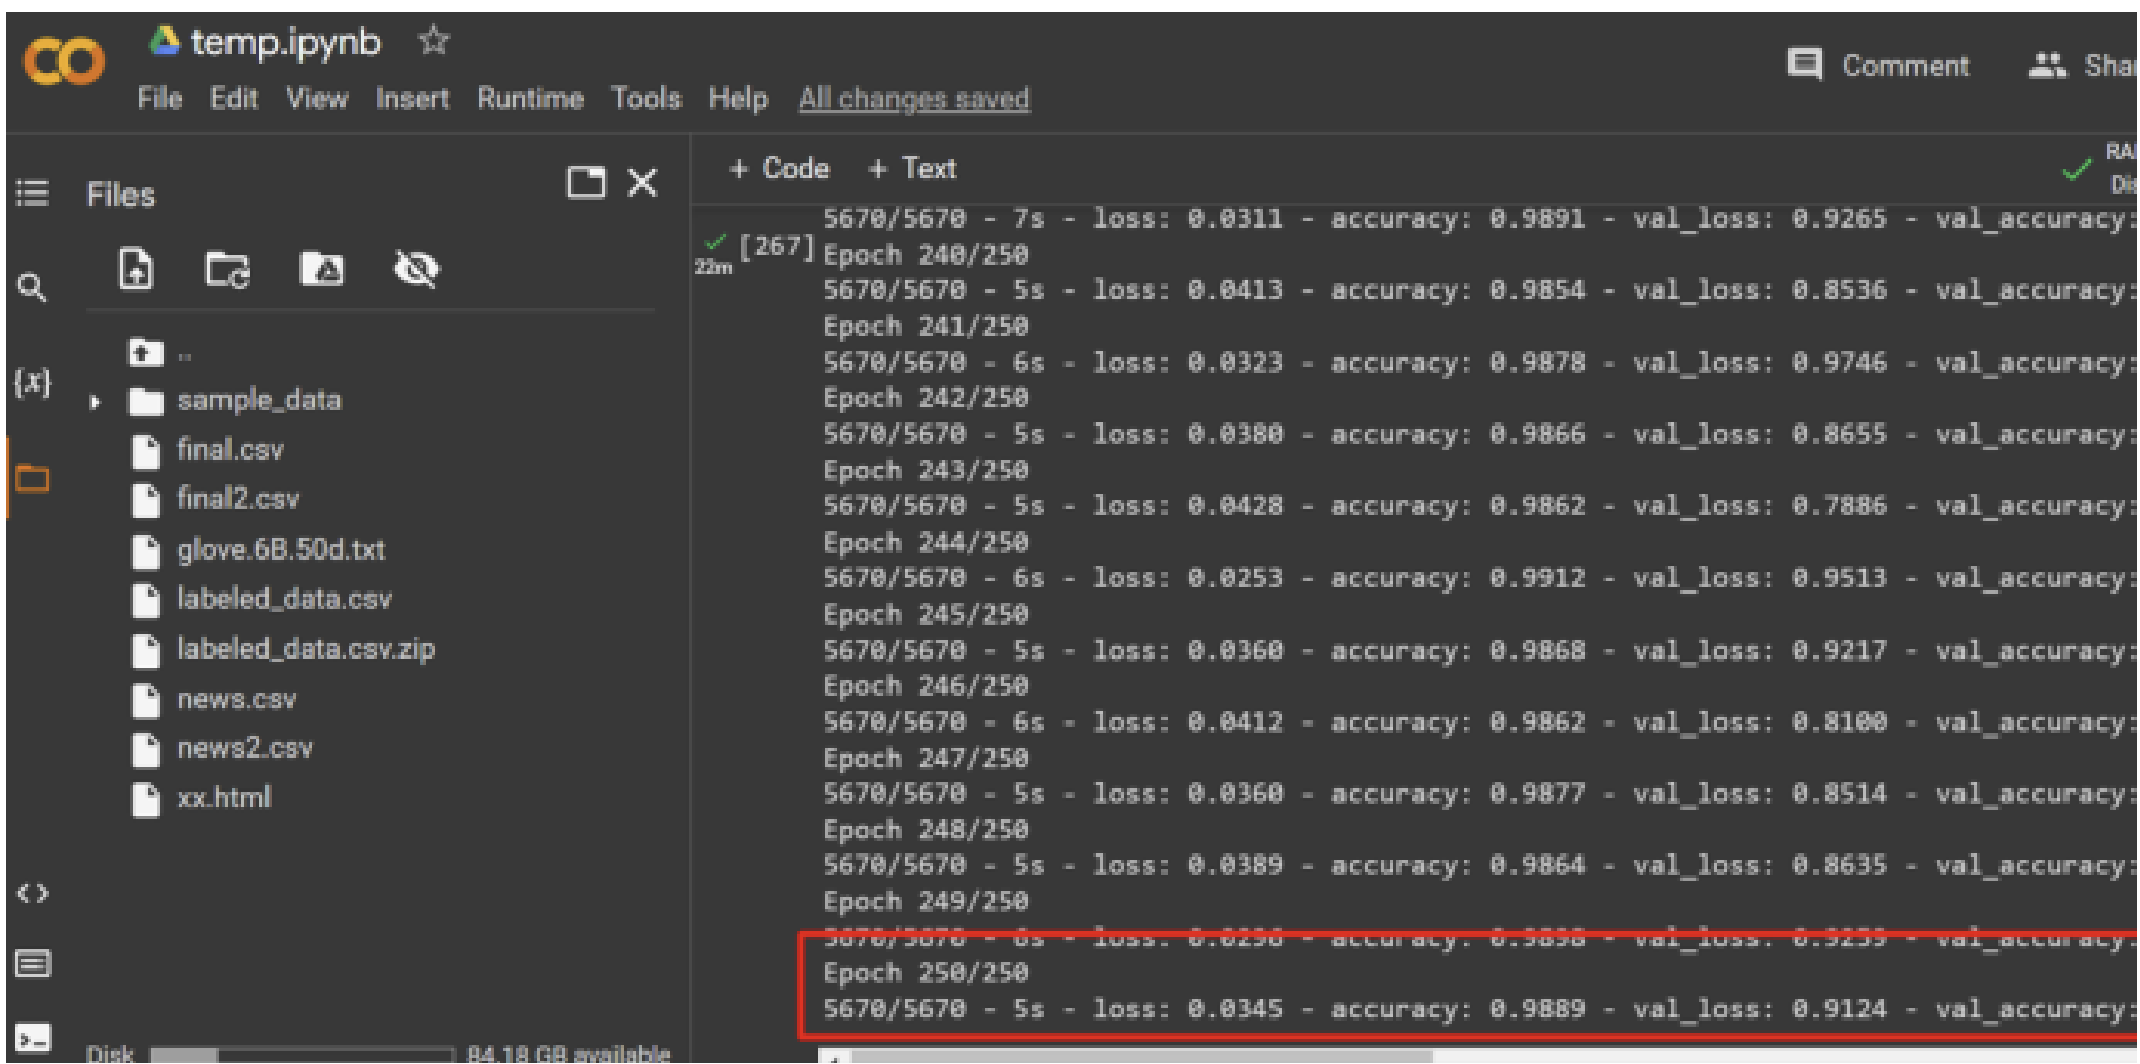 temp.ipynb
File Edit View Insert Runtime Tools Help All changes saved
Comment
Files
+ Code + Text
..
sample_data
final.csv
final2.csv
glove.6B.50d.txt
labeled_data.csv
labeled_data.csv.zip
news.csv
news2.csv
xx.html
Disk 84.18 GB available
[267]
22m
5670/5670 - 7s - loss: 0.0311 - accuracy: 0.9891 - val_loss: 0.9265 - val_accuracy:
Epoch 240/250
5670/5670 - 5s - loss: 0.0413 - accuracy: 0.9854 - val_loss: 0.8536 - val_accuracy:
Epoch 241/250
5670/5670 - 6s - loss: 0.0323 - accuracy: 0.9878 - val_loss: 0.9746 - val_accuracy:
Epoch 242/250
5670/5670 - 5s - loss: 0.0380 - accuracy: 0.9866 - val_loss: 0.8655 - val_accuracy:
Epoch 243/250
5670/5670 - 5s - loss: 0.0428 - accuracy: 0.9862 - val_loss: 0.7886 - val_accuracy:
Epoch 244/250
5670/5670 - 6s - loss: 0.0253 - accuracy: 0.9912 - val_loss: 0.9513 - val_accuracy:
Epoch 245/250
5670/5670 - 5s - loss: 0.0360 - accuracy: 0.9868 - val_loss: 0.9217 - val_accuracy:
Epoch 246/250
5670/5670 - 6s - loss: 0.0412 - accuracy: 0.9862 - val_loss: 0.8100 - val_accuracy:
Epoch 247/250
5670/5670 - 5s - loss: 0.0360 - accuracy: 0.9877 - val_loss: 0.8514 - val_accuracy:
Epoch 248/250
5670/5670 - 5s - loss: 0.0389 - accuracy: 0.9864 - val_loss: 0.8635 - val_accuracy:
Epoch 249/250
5670/5670 - 6s - loss: - accuracy: - val_loss: - val_accuracy:
Epoch 250/250
5670/5670 - 5s - loss: 0.0345 - accuracy: 0.9889 - val_loss: 0.9124 - val_accuracy: